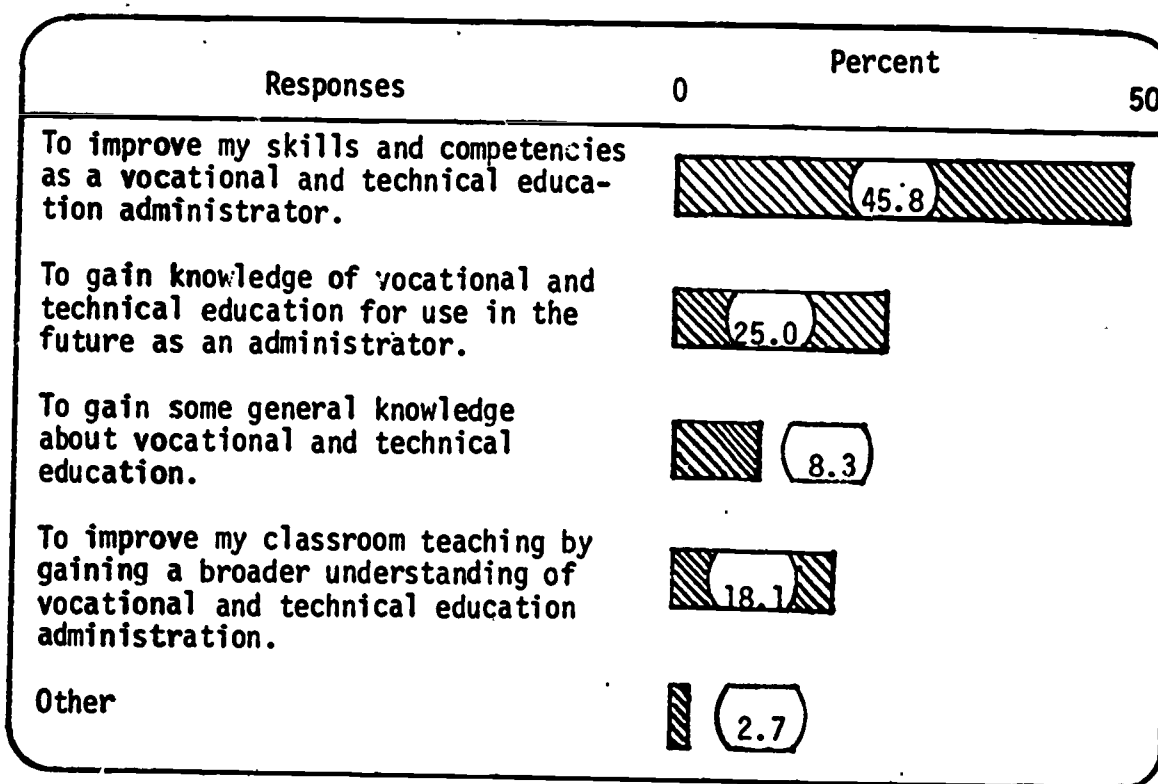 Percent
Responses
0
50
To improve my skills and competencies
as a vocational and technical educa-
tion administrator.
45.8
To gain knowledge of vocational and
technical education for use in the
future as an administrator.
25.0
To gain some general knowledge
about vocational and technical
education.
8.3
To improve my classroom teaching by
gaining a broader understanding of
vocational and technical education
administration.
18.1
Other
2.7